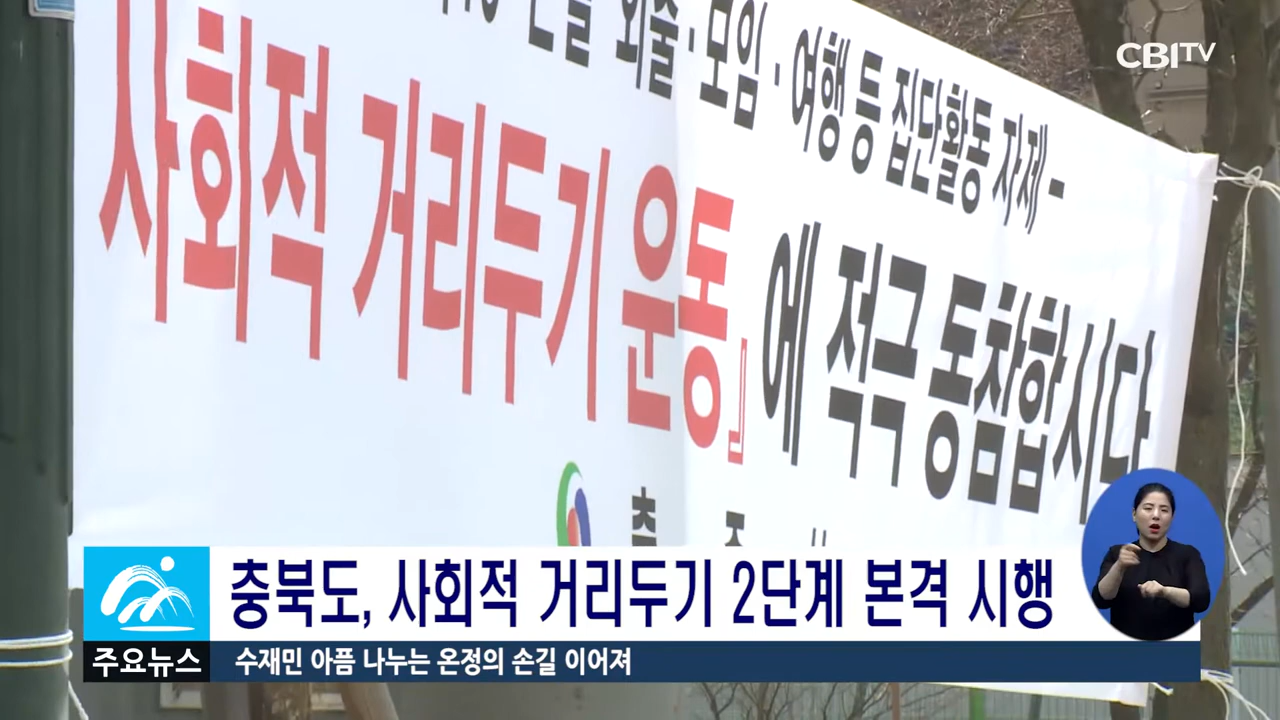 외출·모임·여행 등 집단활동 자제-
CBITV
사회적 거리두기 운동』에 적극 동참합시다
충북도, 사회적 거리두기 2단계 본격 시행
주요뉴스
수재민 아픔 나누는 온정의 손길 이어져